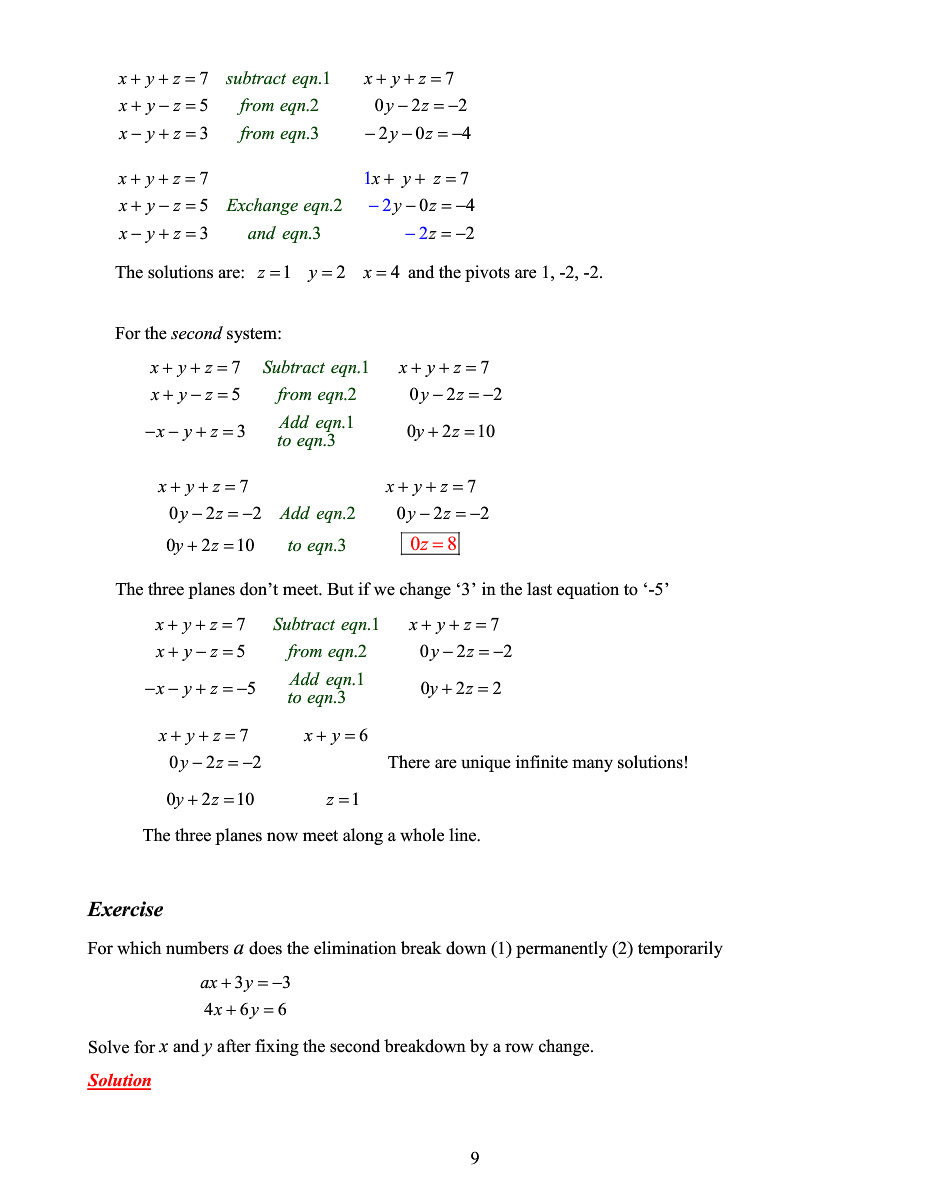 x + y + z = 7 subtract eqn.1 x + y + z = 7
x + y − z = 5 from eqn.2 0y − 2z = −2
x − y + z = 3 from eqn.3 −2y − 0z = −4
x + y + z = 7 1x + y + z = 7
x + y − z = 5 Exchange eqn.2 −2y − 0z = −4
x − y + z = 3 and eqn.3 −2z = −2
The solutions are: z = 1 y = 2 x = 4 and the pivots are 1, -2, -2.
For the second system:
x + y + z = 7 Subtract eqn.1 x + y + z = 7
x + y − z = 5 from eqn.2 0y − 2z = −2
−x − y + z = 3 Add eqn.1 to eqn.3 0y + 2z = 10
x + y + z = 7 x + y + z = 7
0y − 2z = −2 Add eqn.2 0y − 2z = −2
0y + 2z = 10 to eqn.3 0z = 8
The three planes don’t meet. But if we change ‘3’ in the last equation to ‘-5’
x + y + z = 7 Subtract eqn.1 x + y + z = 7
x + y − z = 5 from eqn.2 0y − 2z = −2
−x − y + z = −5 Add eqn.1 to eqn.3 0y + 2z = 2
x + y + z = 7 x + y = 6
0y − 2z = −2 There are unique infinite many solutions!
0y + 2z = 10 z = 1
The three planes now meet along a whole line.
Exercise
For which numbers a does the elimination break down (1) permanently (2) temporarily
ax + 3y = −3
4x + 6y = 6
Solve for x and y after fixing the second breakdown by a row change.
Solution
9